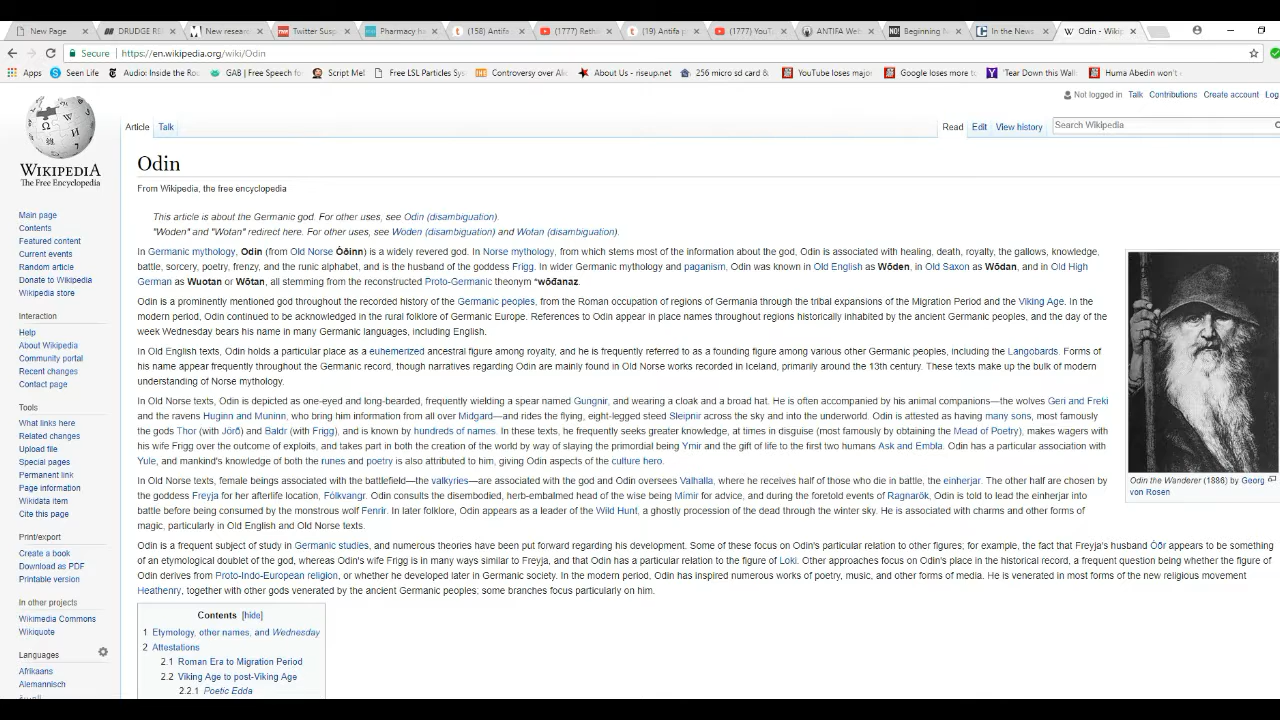 New Page
DRUDGE RE
New resear
Twitter Susp
Pharmacy h
(158) Antifa
(1777) Reth
(19) Antifa p
(1777) YouT
ANTIFA Web
Beginning
In the News
Odin - Wikip
Secure | https://en.wikipedia.org/wiki/Odin
Apps
Seen Life
Audio: Inside the Ro
GAB | Free Speech fo
Script Me!
Free LSL Particles Sys
Controversy over Ali
About Us - riseup.net
256 micro sd card &
YouTube loses major
Google loses more to
'Tear Down this Wall
Huma Abedin won't
Not logged in Talk Contributions Create account Log
Article Talk
Read Edit View history
Search Wikipedia
WIKIPEDIA
The Free Encyclopedia
Main page
Contents
Featured content
Current events
Random article
Donate to Wikipedia
Wikipedia store
Interaction
Help
About Wikipedia
Community portal
Recent changes
Contact page
Tools
What links here
Related changes
Upload file
Special pages
Permanent link
Page information
Wikidata item
Cite this page
Print/export
Create a book
Download as PDF
Printable version
In other projects
Wikimedia Commons
Wikiquote
Languages
Afrikaans
Alemannisch
Odin
From Wikipedia, the free encyclopedia
This article is about the Germanic god. For other uses, see Odin (disambiguation).
"Woden" and "Wotan" redirect here. For other uses, see Woden (disambiguation) and Wotan (disambiguation).
In Germanic mythology, Odin (from Old Norse Óðinn) is a widely revered god. In Norse mythology, from which stems most of the information about the god, Odin is associated with healing, death, royalty, the gallows, knowledge,
battle, sorcery, poetry, frenzy, and the runic alphabet, and is the husband of the goddess Frigg. In wider Germanic mythology and paganism, Odin was known in Old English as Wōden, in Old Saxon as Wōdan, and in Old High
German as Wuotan or Wōtan, all stemming from the reconstructed Proto-Germanic theonym *wōđanaz.
Odin is a prominently mentioned god throughout the recorded history of the Germanic peoples, from the Roman occupation of regions of Germania through the tribal expansions of the Migration Period and the Viking Age. In the
modern period, Odin continued to be acknowledged in the rural folklore of Germanic Europe. References to Odin appear in place names throughout regions historically inhabited by the ancient Germanic peoples, and the day of the
week Wednesday bears his name in many Germanic languages, including English.
In Old English texts, Odin holds a particular place as a euhemerized ancestral figure among royalty, and he is frequently referred to as a founding figure among various other Germanic peoples, including the Langobards. Forms of
his name appear frequently throughout the Germanic record, though narratives regarding Odin are mainly found in Old Norse works recorded in Iceland, primarily around the 13th century. These texts make up the bulk of modern
understanding of Norse mythology.
In Old Norse texts, Odin is depicted as one-eyed and long-bearded, frequently wielding a spear named Gungnir, and wearing a cloak and a broad hat. He is often accompanied by his animal companions—the wolves Geri and Freki
and the ravens Huginn and Muninn, who bring him information from all over Midgard—and rides the flying, eight-legged steed Sleipnir across the sky and into the underworld. Odin is attested as having many sons, most famously
the gods Thor (with Jörð) and Baldr (with Frigg), and is known by hundreds of names. In these texts, he frequently seeks greater knowledge, at times in disguise (most famously by obtaining the Mead of Poetry), makes wagers with
his wife Frigg over the outcome of exploits, and takes part in both the creation of the world by way of slaying the primordial being Ymir and the gift of life to the first two humans Ask and Embla. Odin has a particular association with
Yule, and mankind's knowledge of both the runes and poetry is also attributed to him, giving Odin aspects of the culture hero.
In Old Norse texts, female beings associated with the battlefield—the valkyries—are associated with the god and Odin oversees Valhalla, where he receives half of those who die in battle, the einherjar. The other half are chosen by
the goddess Freyja for her afterlife location, Fólkvangr. Odin consults the disembodied, herb-embalmed head of the wise being Mímir for advice, and during the foretold events of Ragnarök, Odin is told to lead the einherjar into
battle before being consumed by the monstrous wolf Fenrir. In later folklore, Odin appears as a leader of the Wild Hunt, a ghostly procession of the dead through the winter sky. He is associated with charms and other forms of
magic, particularly in Old English and Old Norse texts.
Odin is a frequent subject of study in Germanic studies, and numerous theories have been put forward regarding his development. Some of these focus on Odin's particular relation to other figures; for example, the fact that Freyja's husband Óðr appears to be something
of an etymological doublet of the god, whereas Odin's wife Frigg is in many ways similar to Freyja, and that Odin has a particular relation to the figure of Loki. Other approaches focus on Odin's place in the historical record, a frequent question being whether the figure of
Odin derives from Proto-Indo-European religion, or whether he developed later in Germanic society. In the modern period, Odin has inspired numerous works of poetry, music, and other forms of media. He is venerated in most forms of the new religious movement
Heathenry, together with other gods venerated by the ancient Germanic peoples; some branches focus particularly on him.
Odin the Wanderer (1886) by Georg
von Rosen
Contents [hide]
1 Etymology, other names, and Wednesday
2 Attestations
2.1 Roman Era to Migration Period
2.2 Viking Age to post-Viking Age
2.2.1 Poetic Edda